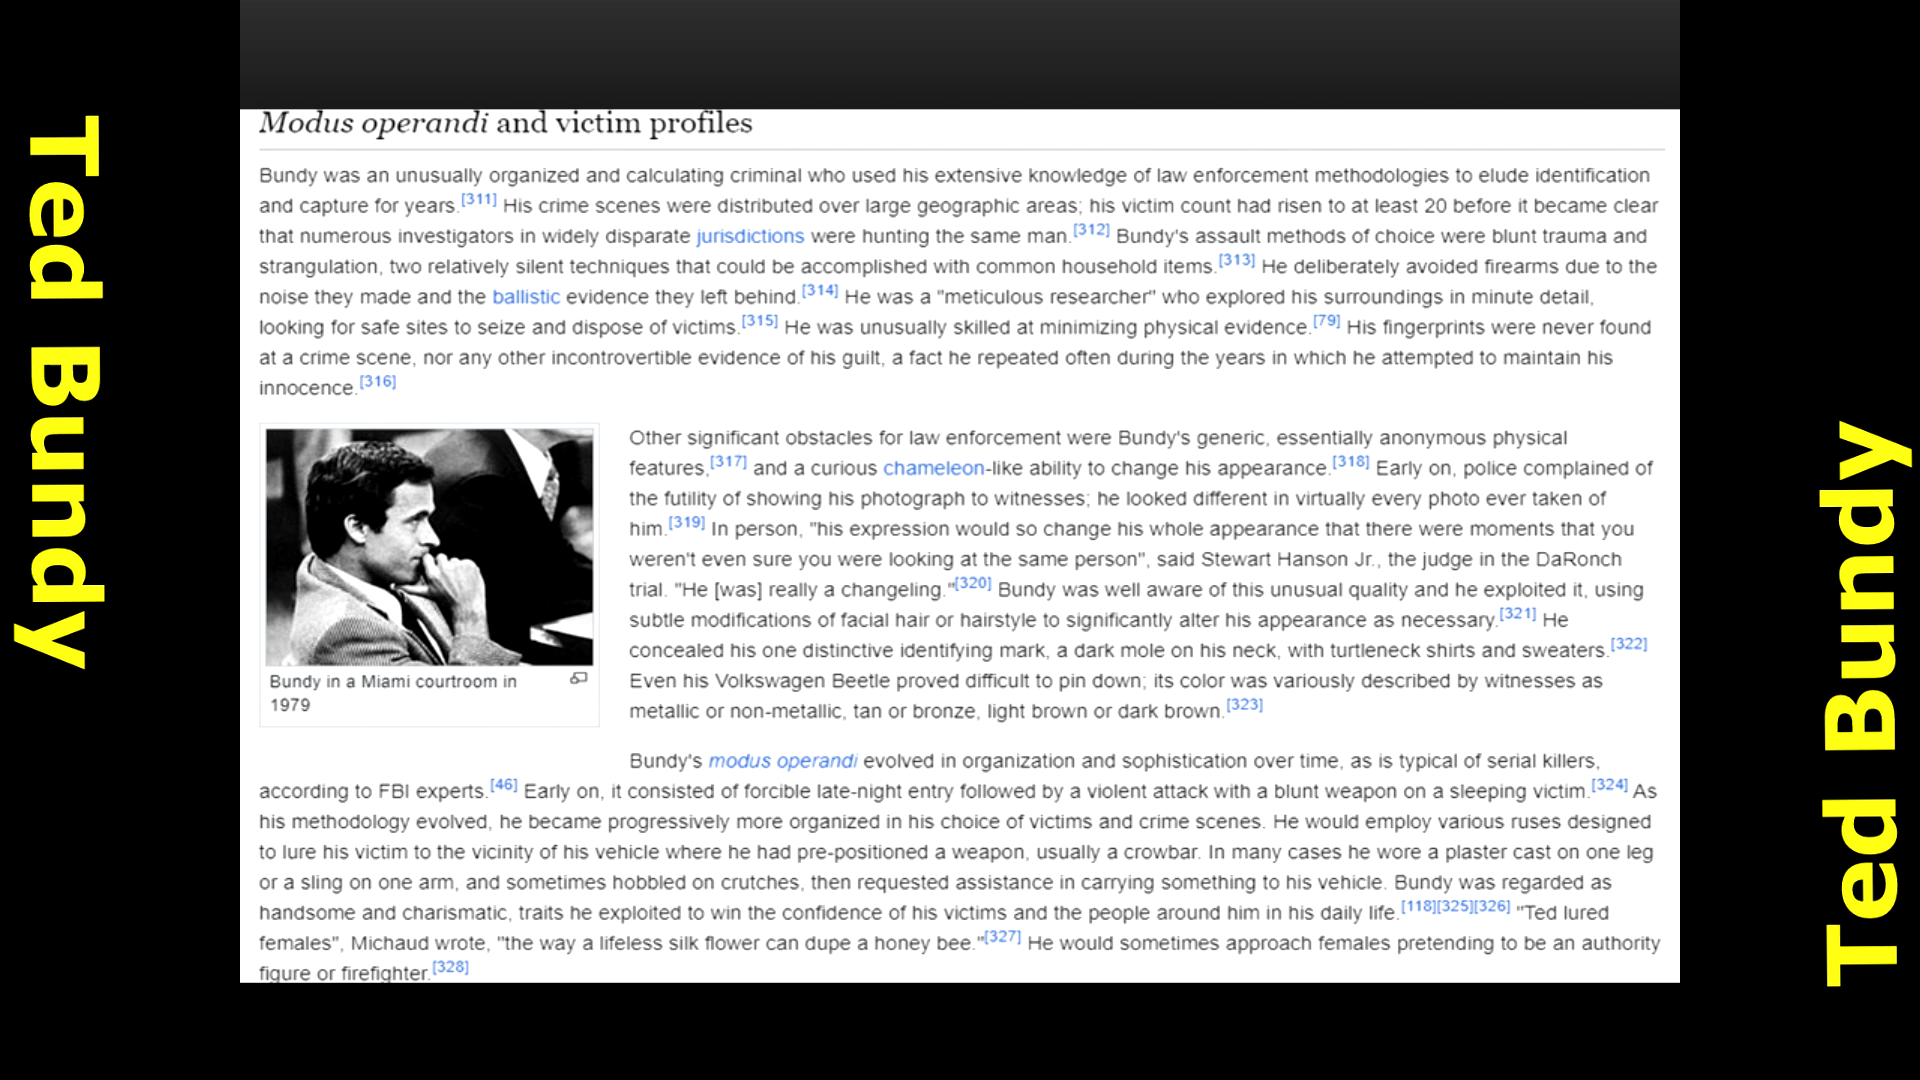 Ted Bundy
Modus operandi and victim profiles
Bundy was an unusually organized and calculating criminal who used his extensive knowledge of law enforcement methodologies to elude identification
and capture for years.[311] His crime scenes were distributed over large geographic areas; his victim count had risen to at least 20 before it became clear
that numerous investigators in widely disparate jurisdictions were hunting the same man.[312] Bundy's assault methods of choice were blunt trauma and
strangulation, two relatively silent techniques that could be accomplished with common household items.[313] He deliberately avoided firearms due to the
noise they made and the ballistic evidence they left behind.[314] He was a "meticulous researcher" who explored his surroundings in minute detail,
looking for safe sites to seize and dispose of victims.[315] He was unusually skilled at minimizing physical evidence.[79] His fingerprints were never found
at a crime scene, nor any other incontrovertible evidence of his guilt, a fact he repeated often during the years in which he attempted to maintain his
innocence.[316]
Bundy in a Miami courtroom in
1979
Other significant obstacles for law enforcement were Bundy's generic, essentially anonymous physical
features,[317] and a curious chameleon-like ability to change his appearance.[318] Early on, police complained of
the futility of showing his photograph to witnesses; he looked different in virtually every photo ever taken of
him.[319] In person, "his expression would so change his whole appearance that there were moments that you
weren't even sure you were looking at the same person", said Stewart Hanson Jr., the judge in the DaRonch
trial. "He [was] really a changeling."[320] Bundy was well aware of this unusual quality and he exploited it, using
subtle modifications of facial hair or hairstyle to significantly alter his appearance as necessary.[321] He
concealed his one distinctive identifying mark, a dark mole on his neck, with turtleneck shirts and sweaters.[322]
Even his Volkswagen Beetle proved difficult to pin down; its color was variously described by witnesses as
metallic or non-metallic, tan or bronze, light brown or dark brown.[323]
Bundy's modus operandi evolved in organization and sophistication over time, as is typical of serial killers,
according to FBI experts.[46] Early on, it consisted of forcible late-night entry followed by a violent attack with a blunt weapon on a sleeping victim.[324] As
his methodology evolved, he became progressively more organized in his choice of victims and crime scenes. He would employ various ruses designed
to lure his victim to the vicinity of his vehicle where he had pre-positioned a weapon, usually a crowbar. In many cases he wore a plaster cast on one leg
or a sling on one arm, and sometimes hobbled on crutches, then requested assistance in carrying something to his vehicle. Bundy was regarded as
handsome and charismatic, traits he exploited to win the confidence of his victims and the people around him in his daily life.[118][325][326] "Ted lured
females", Michaud wrote, "the way a lifeless silk flower can dupe a honey bee."[327] He would sometimes approach females pretending to be an authority
figure or firefighter.[328]
Ted Bundy